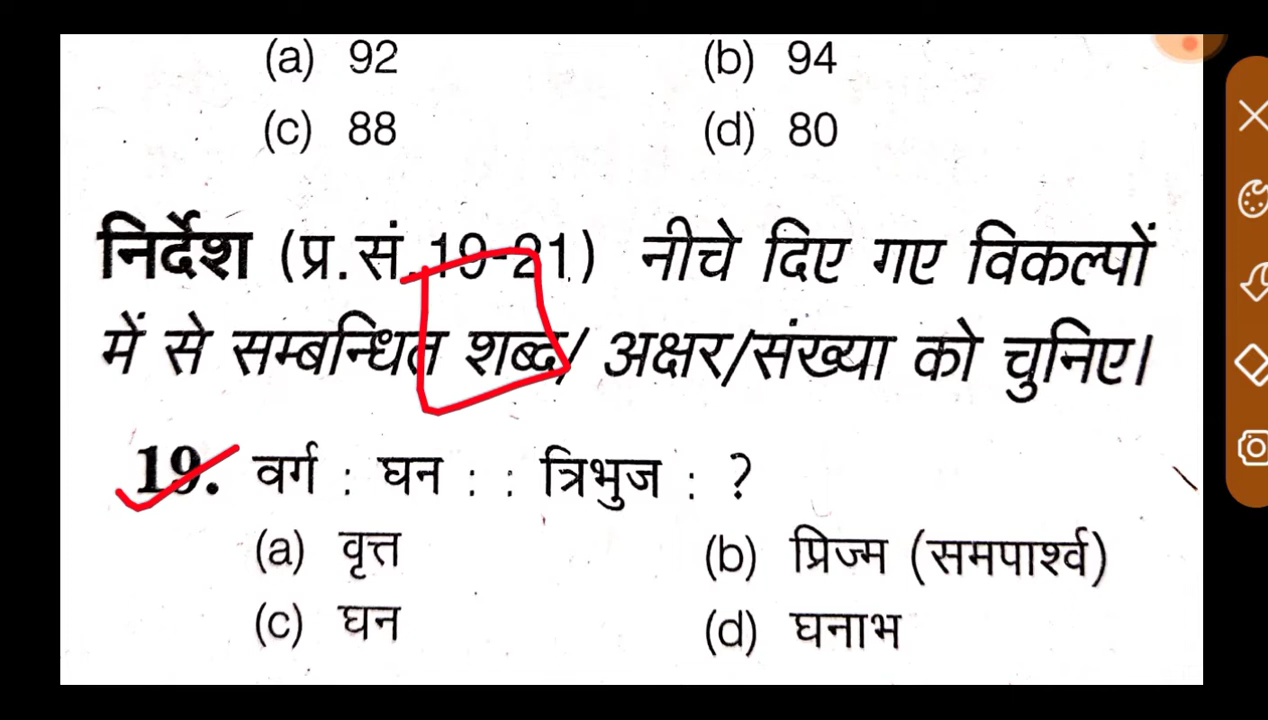 (a) 92 (b) 94
(c) 88 (d) 80
निर्देश (प्र.सं. 19-21) नीचे दिए गए विकल्पों
में से सम्बन्धित शब्द/ अक्षर/संख्या को चुनिए।
19. वर्ग : घन : : त्रिभुज : ?
(a) वृत्त (b) प्रिज्म (समपार्श्व)
(c) घन (d) घनाभ